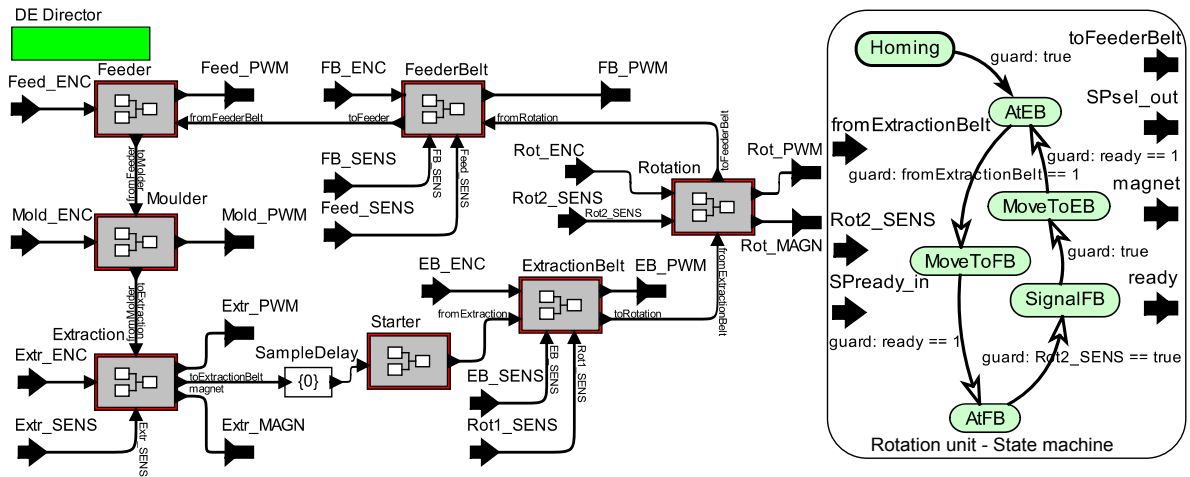 DE Director
Feeder
Feed_ENC
Feed_PWM
fromFeederBelt
toMolder
fromFeeder
Moulder
Mold_ENC
Mold_PWM
toExtraction
fromMolder
Extraction
Extr_ENC
Extr_PWM
toExtractionBelt
magnet
Extr_SENS
Extr_SENS
Extr_MAGN
SampleDelay
{0}
Starter
FB_ENC
FeederBelt
FB_PWM
toFeeder
fromRotation
FB_SENS
FB_SENS
Feed_SENS
Feed_SENS
Rot_ENC
Rotation
Rot_PWM
toFeeperBelt
Rot2_SENS
Rot2_SENS
Rot_MAGN
fromExtractionBelt
EB_ENC
ExtractionBelt
EB_PWM
fromExtraction
toRotation
EB_SENS
EB_SENS
Rot1_SENS
Rot1_SENS
Homing
guard: true
toFeederBelt
AtEB
SPsel_out
fromExtractionBelt
guard: ready == 1
guard: fromExtractionBelt == 1
magnet
MoveToEB
Rot2_SENS
guard: true
MoveToFB
ready
SPready_in
SignalFB
guard: ready == 1
guard: Rot2_SENS == true
AtFB
Rotation unit - State machine